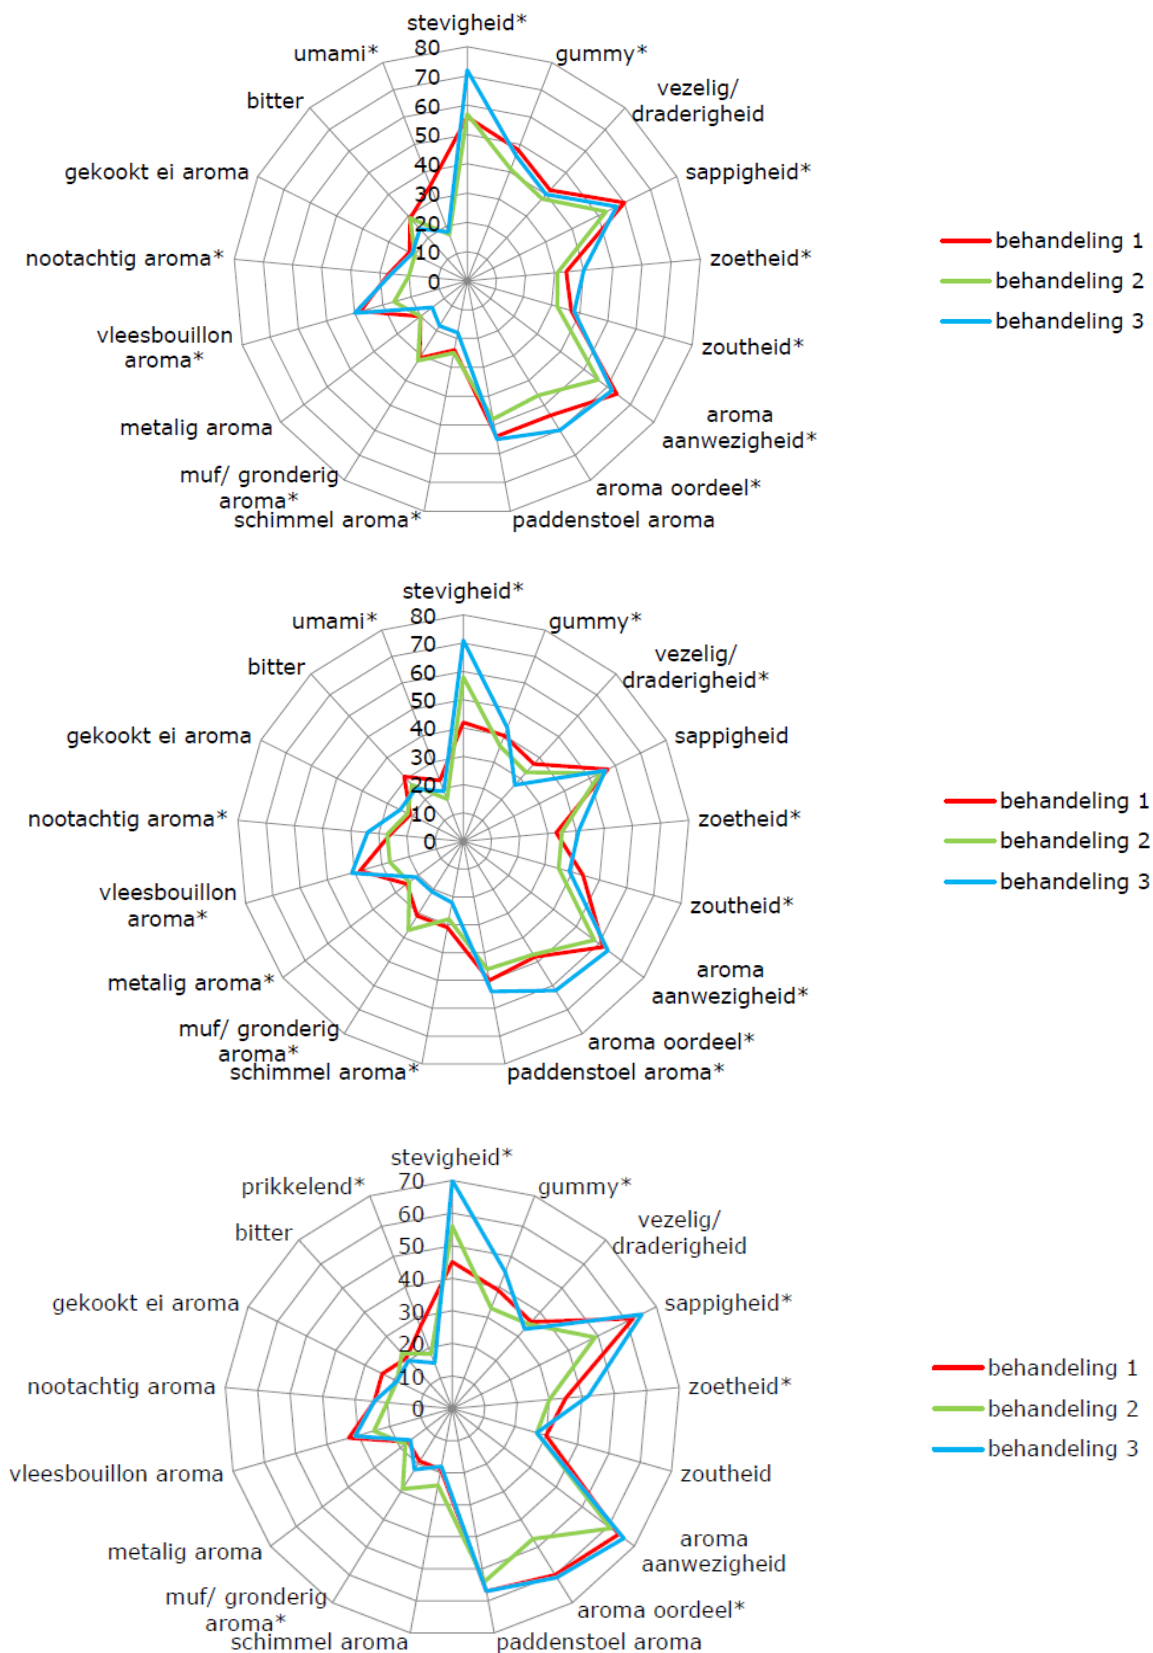 stevigheid*
umami*
80
gummy*
70
bitter
vezelig/
draderigheid
60
50
gekookt ei aroma
40
sappigheid*
30
20
nootachtig aroma*
10
zoetheid*
0
behandeling 1
behandeling 2
behandeling 3
vleesbouillon
aroma*
zoutheid*
metalig aroma
aroma
aanwezigheid*
muf/ gronderig
aroma*
aroma oordeel*
schimmel aroma*
paddenstoel aroma
stevigheid*
umami*
80
gummy*
70
bitter
vezelig/
draderigheid*
60
50
gekookt ei aroma
40
sappigheid
30
20
nootachtig aroma*
10
zoetheid*
0
behandeling 1
behandeling 2
behandeling 3
vleesbouillon
aroma*
zoutheid*
metalig aroma*
aroma
aanwezigheid*
muf/ gronderig
aroma*
aroma oordeel*
schimmel aroma*
paddenstoel aroma*
stevigheid*
prikkelend*
70
gummy*
60
bitter
vezelig/
draderigheid
50
40
gekookt ei aroma
30
sappigheid*
20
nootachtig aroma
10
zoetheid*
0
behandeling 1
behandeling 2
behandeling 3
vleesbouillon aroma
zoutheid
metalig aroma
aroma
aanwezigheid
muf/ gronderig
aroma*
aroma oordeel*
schimmel aroma
paddenstoel aroma